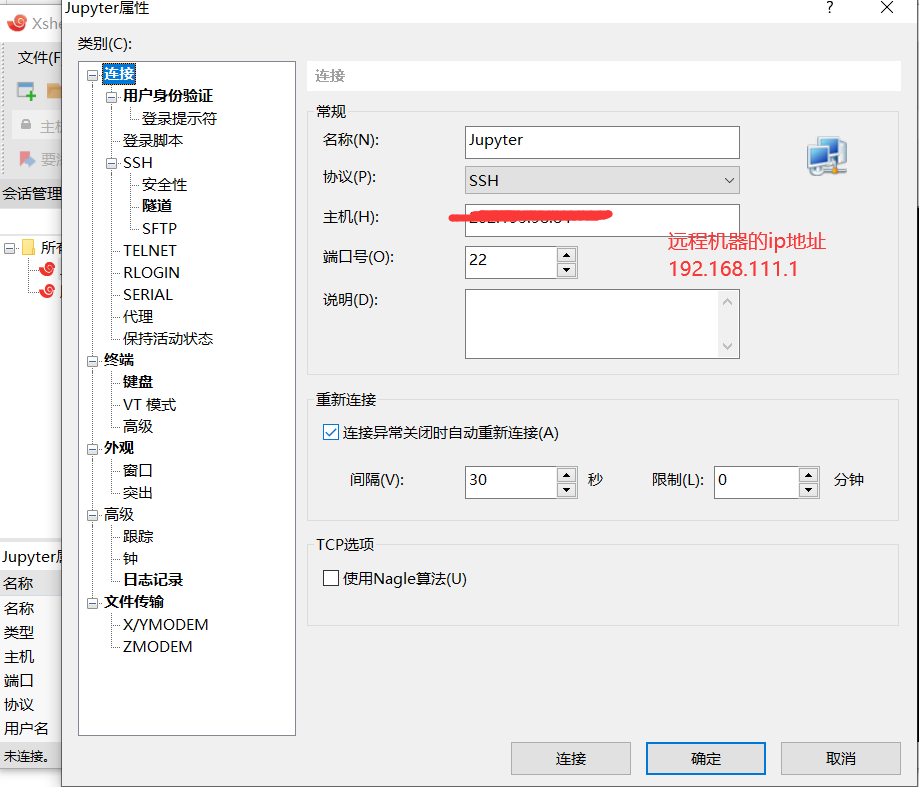 Jupyter属性
?
Xshe
文件(F
主机
要添
会话管理
所有
Jupyter属
名称
名称
类型
主机
端口
协议
用户名
未连接。
类别(C):
连接
用户身份验证
登录提示符
登录脚本
SSH
安全性
隧道
SFTP
TELNET
RLOGIN
SERIAL
代理
保持活动状态
终端
键盘
VT 模式
高级
外观
窗口
突出
高级
跟踪
钟
日志记录
文件传输
X/YMODEM
ZMODEM
连接
常规
名称(N):
Jupyter
协议(P):
SSH
主机(H):
远程机器的ip地址
192.168.111.1
端口号(O):
22
说明(D):
重新连接
连接异常关闭时自动重新连接(A)
间隔(V): 30 秒 限制(L): 0 分钟
TCP选项
使用Nagle算法(U)
连接 确定 取消